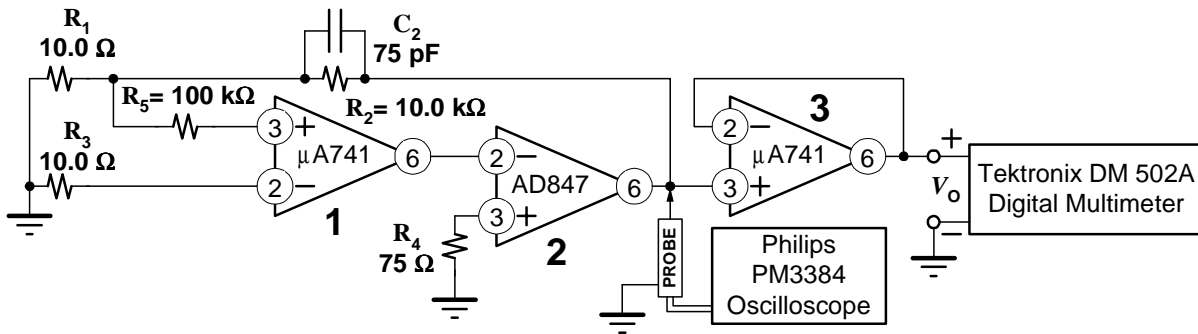 R1
10.0 Ω
C2
75 pF
R5= 100 kΩ
R2= 10.0 kΩ
R3
10.0 Ω
3
+
µA741
2
−
6
1
2
−
AD847
3
+
6
2
R4
75 Ω
PROBE
Philips
PM3384
Oscilloscope
2
−
3
µA741
3
+
6
+
VO
−
Tektronix DM 502A
Digital Multimeter